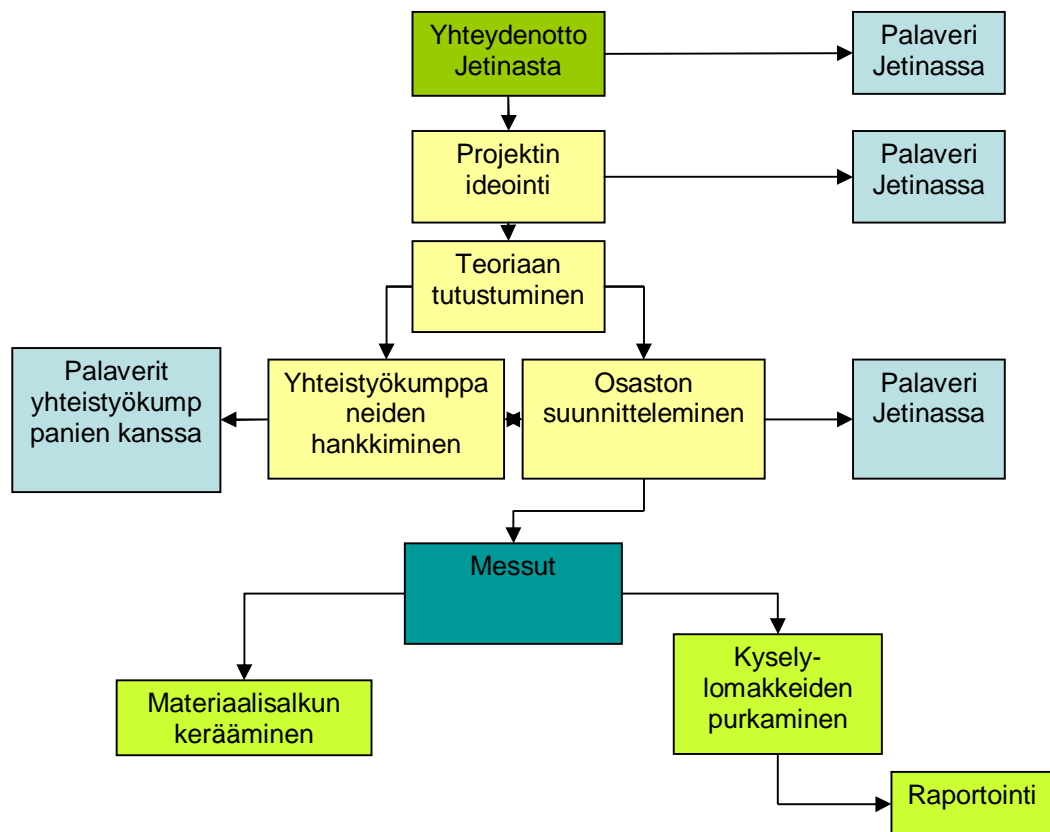 Yhteydenotto
Jetinasta
Palaveri
Jetinassa
Projektin
ideointi
Palaveri
Jetinassa
Teoriaan
tutustuminen
Palaverit
yhteistyökump
panien kanssa
Yhteistyökumppa
neiden
hankkiminen
Osaston
suunnitteleminen
Palaveri
Jetinassa
Messut
Materiaalisalkun
kerääminen
Kysely-
lomakkeiden
purkaminen
Raportointi